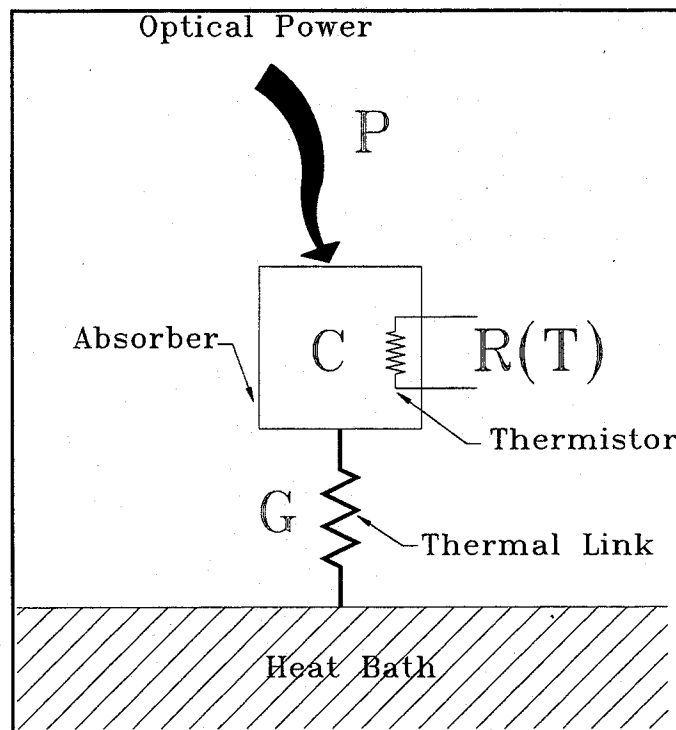 Optical Power
P
Absorber
C
R(T)
Thermistor
G
Thermal Link
Heat Bath